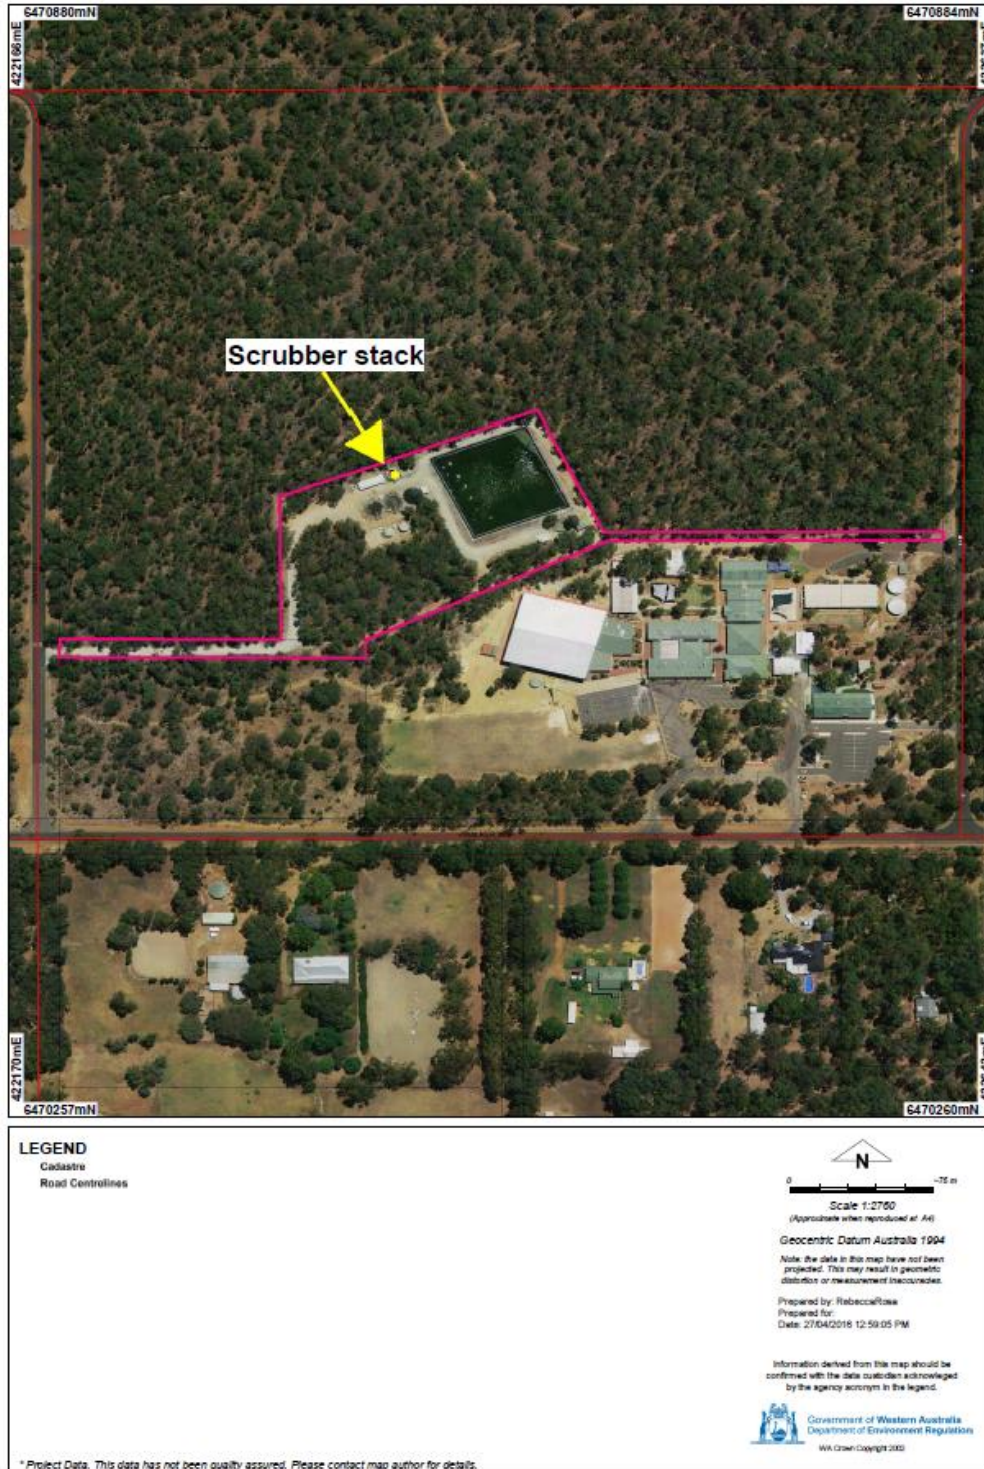 6470880mN
6470884mN
422166mE
Scrubber stack
422170mE
6470257mN
6470260mN
LEGEND
Cadastre
Road Centrelines
N
0
~75 m
Scale 1:2760
(Approximate when reproduced at A4)
Geocentric Datum Australia 1994
Note: the data in this map have not been
projected. This may result in geometric
distortion or measurement inaccuracies.
Prepared by: RebeccaRosa
Prepared for:
Date: 27/04/2016 12:59:05 PM
Information derived from this map should be
confirmed with the data custodian acknowleged
by the agency acronym in the legend.
Government of Western Australia
Department of Environment Regulation
WA Crown Copyright 2002
* Project Data. This data has not been quality assured. Please contact map author for details.